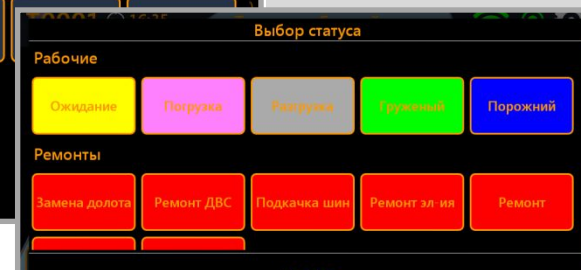 Выбор статуса
Рабочие
Ожидание Погрузка Разгрузка Груженый Порожний
Ремонты
Замена долота Ремонт ДВС Подкачка шин Ремонт эл-ия Ремонт